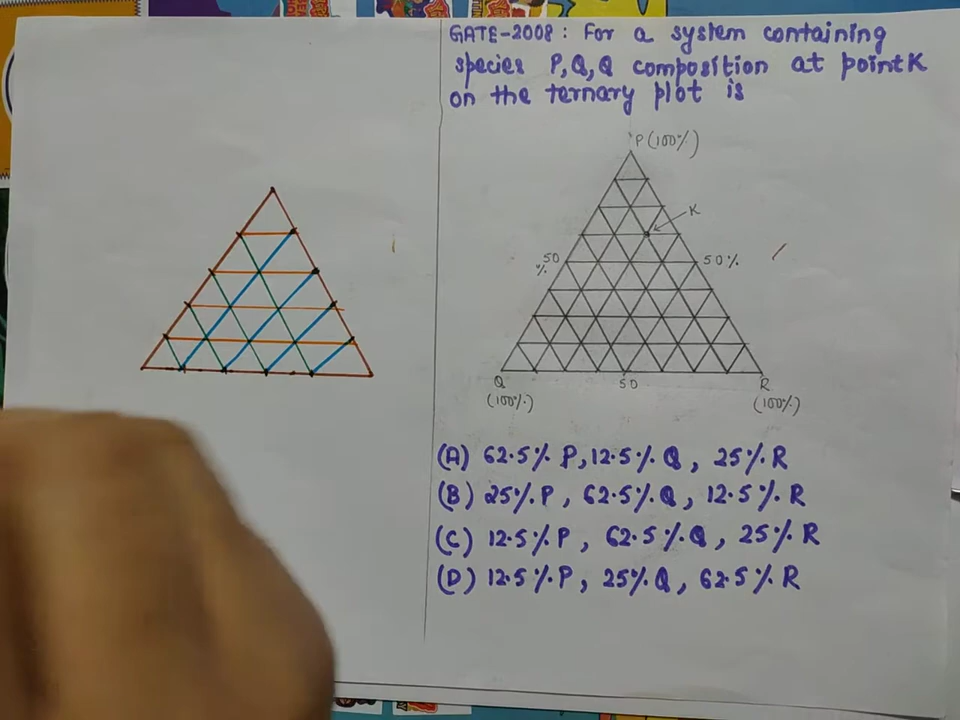 GATE-2008: For a system containing
species P, Q, Q composition at point K
on the ternary plot is
P (100%)
K
50
%
50%
Q
(100%)
50
R
(100%)
(A) 62.5% P, 12.5% Q, 25% R
(B) 25% P, 62.5% Q, 12.5% R
(C) 12.5% P, 62.5% Q, 25% R
(D) 12.5% P, 25% Q, 62.5% R